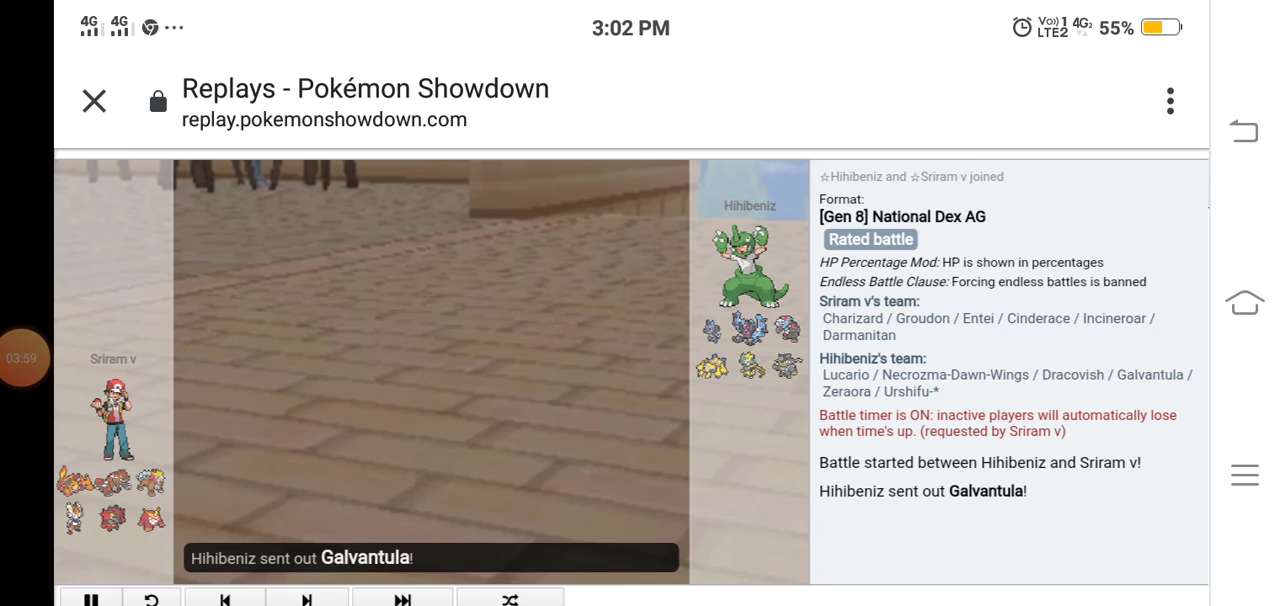 4G 4G ... 3:02 PM Vo)) 1 LTE2 4G2 55%
Replays - Pokémon Showdown
replay.pokemonshowdown.com
☆Hihibeniz and ☆Sriram v joined
Format:
[Gen 8] National Dex AG
Rated battle
HP Percentage Mod: HP is shown in percentages
Endless Battle Clause: Forcing endless battles is banned
Sriram v's team:
Charizard / Groudon / Entei / Cinderace / Incineroar /
Darmanitan
Hihibeniz's team:
Lucario / Necrozma-Dawn-Wings / Dracovish / Galvantula /
Zeraora / Urshifu-*
Battle timer is ON: inactive players will automatically lose
when time's up. (requested by Sriram v)
Battle started between Hihibeniz and Sriram v!
Hihibeniz sent out Galvantula!
Hihibeniz
03:59
Sriram v
Hihibeniz sent out Galvantula!